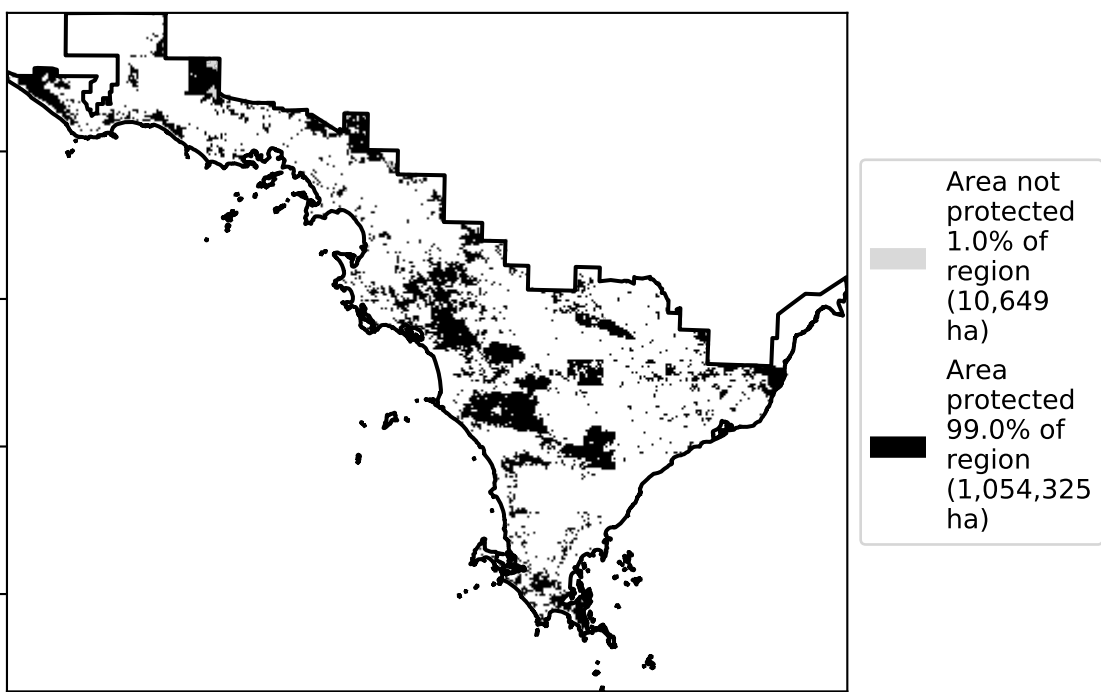 Area not
protected
1.0% of
region
(10,649
ha)
Area
protected
99.0% of
region
(1,054,325
ha)